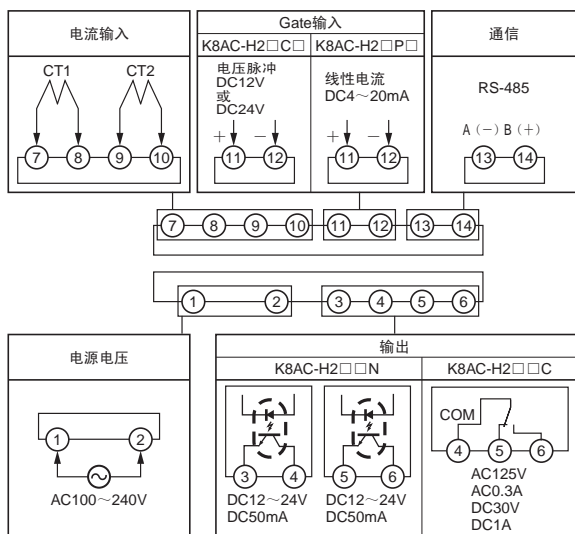 电流输入
CT1 CT2
7 8 9 10
Gate输入
K8AC-H2□C□ K8AC-H2□P□
电压脉冲
DC12V
或
DC24V
+ −
11 12
线性电流
DC4～20mA
+ −
11 12
通信
RS-485
A（−）B（+）
13 14
7 8 9 10 11 12 13 14
1 2 3 4 5 6
电源电压
1 2
AC100～240V
输出
K8AC-H2□□N K8AC-H2□□C
3 4
DC12～24V
DC50mA
5 6
DC12～24V
DC50mA
COM
4 5 6
AC125V
AC0.3A
DC30V
DC1A